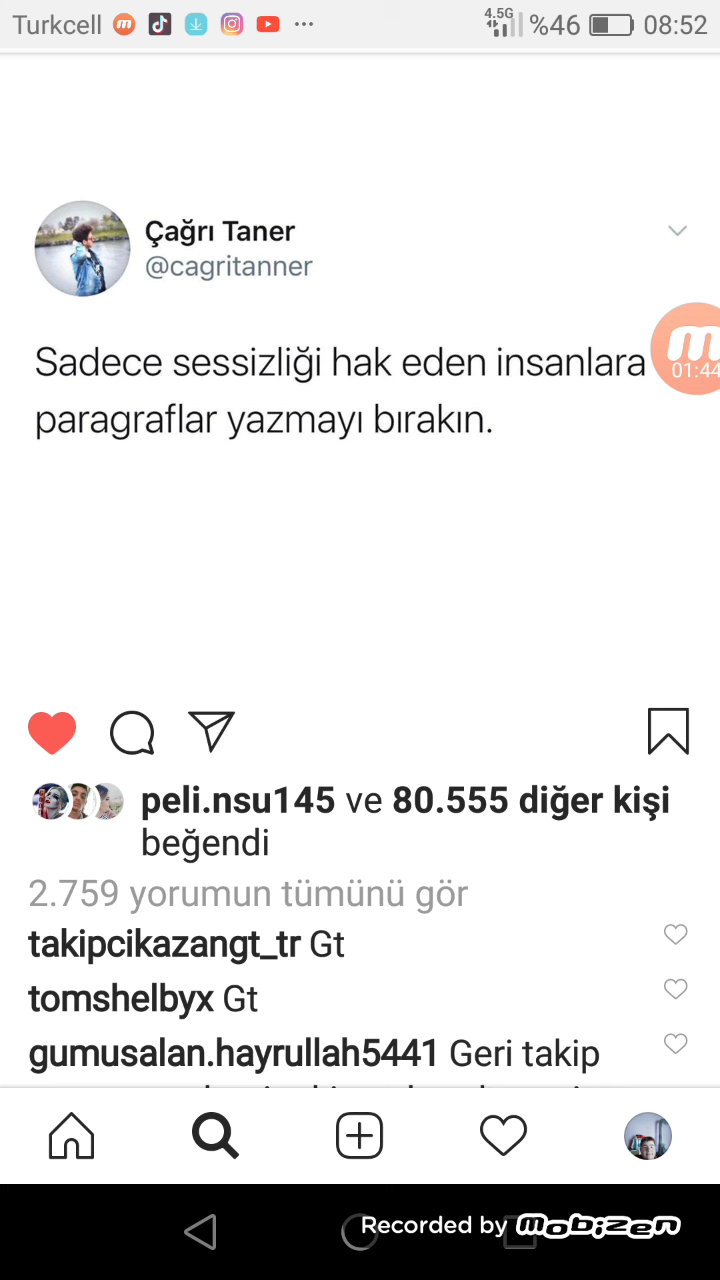 Turkcell 4.5G %46 08:52
Çağrı Taner
@cagritanner
01:44
Sadece sessizliği hak eden insanlara
paragraflar yazmayı bırakın.
peli.nsu145 ve 80.555 diğer kişi
beğendi
2.759 yorumun tümünü gör
takipcikazangt_tr Gt
tomshelbyx Gt
gumusalan.hayrullah5441 Geri takip
Recorded by mobizen